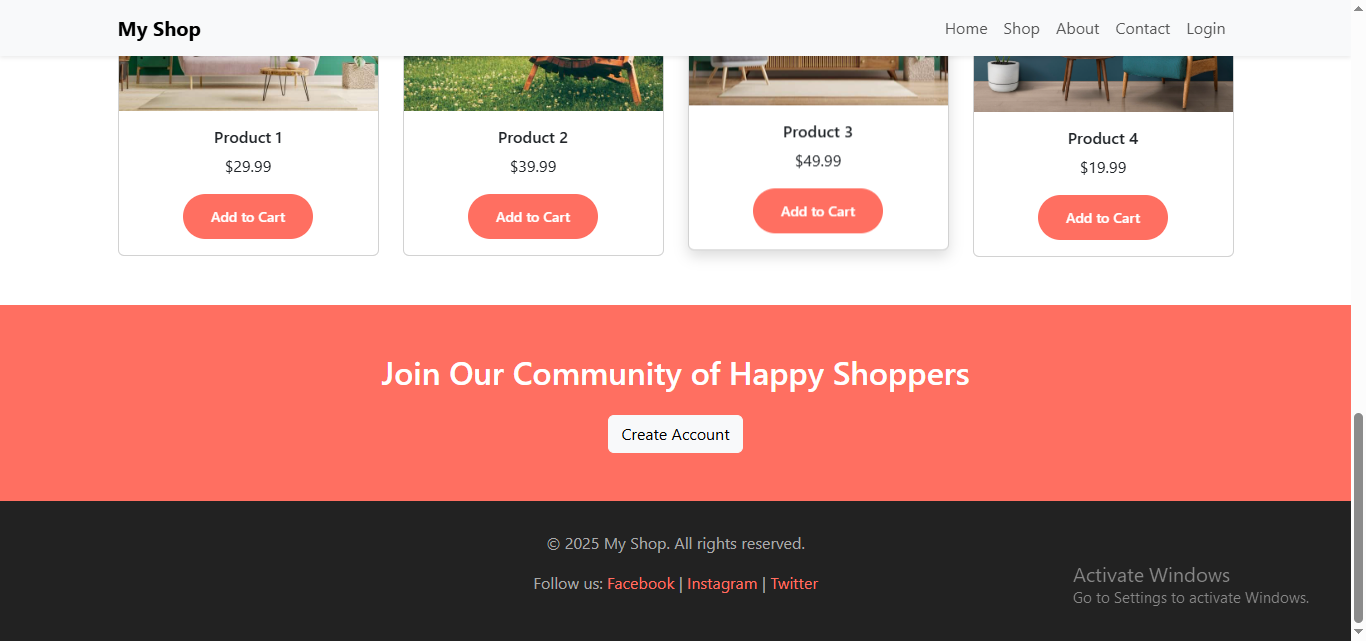 My Shop
Home Shop About Contact Login
Product 1
$29.99
Add to Cart
Product 2
$39.99
Add to Cart
Product 3
$49.99
Add to Cart
Product 4
$19.99
Add to Cart
Join Our Community of Happy Shoppers
Create Account
© 2025 My Shop. All rights reserved.
Follow us: Facebook | Instagram | Twitter
Activate Windows
Go to Settings to activate Windows.